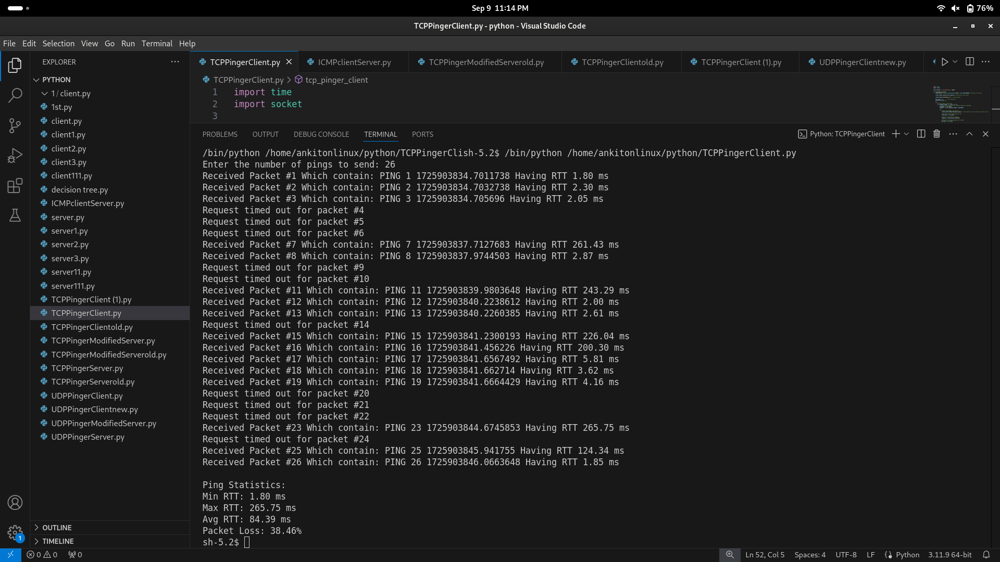 Sep 9 11:14 PM
76%
TCPPingerClient.py - python - Visual Studio Code
File Edit Selection View Go Run Terminal Help
EXPLORER
PYTHON
1 / client.py
1st.py
client.py
client1.py
client2.py
client3.py
client111.py
decision tree.py
ICMPclientServer.py
server.py
server1.py
server2.py
server3.py
server11.py
server111.py
TCPPingerClient (1).py
TCPPingerClient.py
TCPPingerClientold.py
TCPPingerModifiedServer.py
TCPPingerModifiedServerold.py
TCPPingerServer.py
TCPPingerServerold.py
UDPPingerClient.py
UDPPingerClientnew.py
UDPPingerModifiedServer.py
UDPPingerServer.py
OUTLINE
TIMELINE
TCPPingerClient.py ICMPclientServer.py TCPPingerModifiedServerold.py TCPPingerClientold.py TCPPingerClient (1).py UDPPingerClientnew.py
TCPPingerClient.py > tcp_pinger_client
1 import time
2 import socket
3
PROBLEMS OUTPUT DEBUG CONSOLE TERMINAL PORTS
Python: TCPPingerClient
/bin/python /home/ankitonlinux/python/TCPPingerClish-5.2$ /bin/python /home/ankitonlinux/python/TCPPingerClient.py
Enter the number of pings to send: 26
Received Packet #1 Which contain: PING 1 1725903834.7011738 Having RTT 1.80 ms
Received Packet #2 Which contain: PING 2 1725903834.7032738 Having RTT 2.30 ms
Received Packet #3 Which contain: PING 3 1725903834.705696 Having RTT 2.05 ms
Request timed out for packet #4
Request timed out for packet #5
Request timed out for packet #6
Received Packet #7 Which contain: PING 7 1725903837.7127683 Having RTT 261.43 ms
Received Packet #8 Which contain: PING 8 1725903837.9744503 Having RTT 2.87 ms
Request timed out for packet #9
Request timed out for packet #10
Received Packet #11 Which contain: PING 11 1725903839.9803648 Having RTT 243.29 ms
Received Packet #12 Which contain: PING 12 1725903840.2238612 Having RTT 2.00 ms
Received Packet #13 Which contain: PING 13 1725903840.2260385 Having RTT 2.61 ms
Request timed out for packet #14
Received Packet #15 Which contain: PING 15 1725903841.2300193 Having RTT 226.04 ms
Received Packet #16 Which contain: PING 16 1725903841.456226 Having RTT 200.30 ms
Received Packet #17 Which contain: PING 17 1725903841.6567492 Having RTT 5.81 ms
Received Packet #18 Which contain: PING 18 1725903841.662714 Having RTT 3.62 ms
Received Packet #19 Which contain: PING 19 1725903841.6664429 Having RTT 4.16 ms
Request timed out for packet #20
Request timed out for packet #21
Request timed out for packet #22
Received Packet #23 Which contain: PING 23 1725903844.6745853 Having RTT 265.75 ms
Request timed out for packet #24
Received Packet #25 Which contain: PING 25 1725903845.941755 Having RTT 124.34 ms
Received Packet #26 Which contain: PING 26 1725903846.0663648 Having RTT 1.85 ms
Ping Statistics:
Min RTT: 1.80 ms
Max RTT: 265.75 ms
Avg RTT: 84.39 ms
Packet Loss: 38.46%
sh-5.2$
1
0 0 0
Ln 52, Col 5 Spaces: 4 UTF-8 LF Python 3.11.9 64-bit